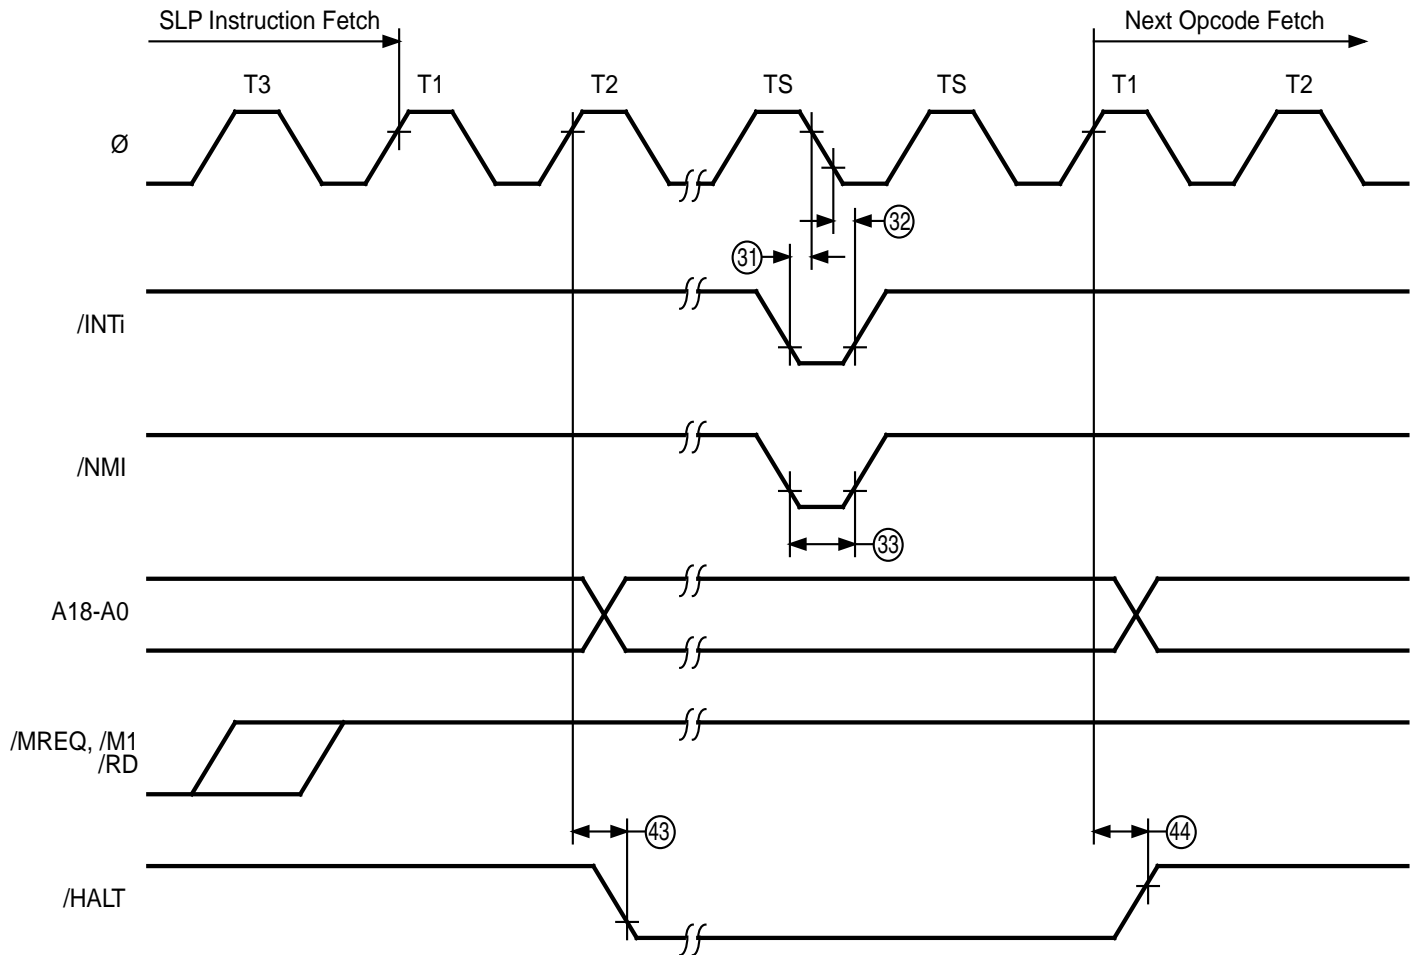 SLP Instruction Fetch
Next Opcode Fetch
T3
T1
T2
TS
TS
T1
T2
Ø
32
31
/INTi
/NMI
33
A18-A0
/MREQ, /M1
/RD
43
44
/HALT